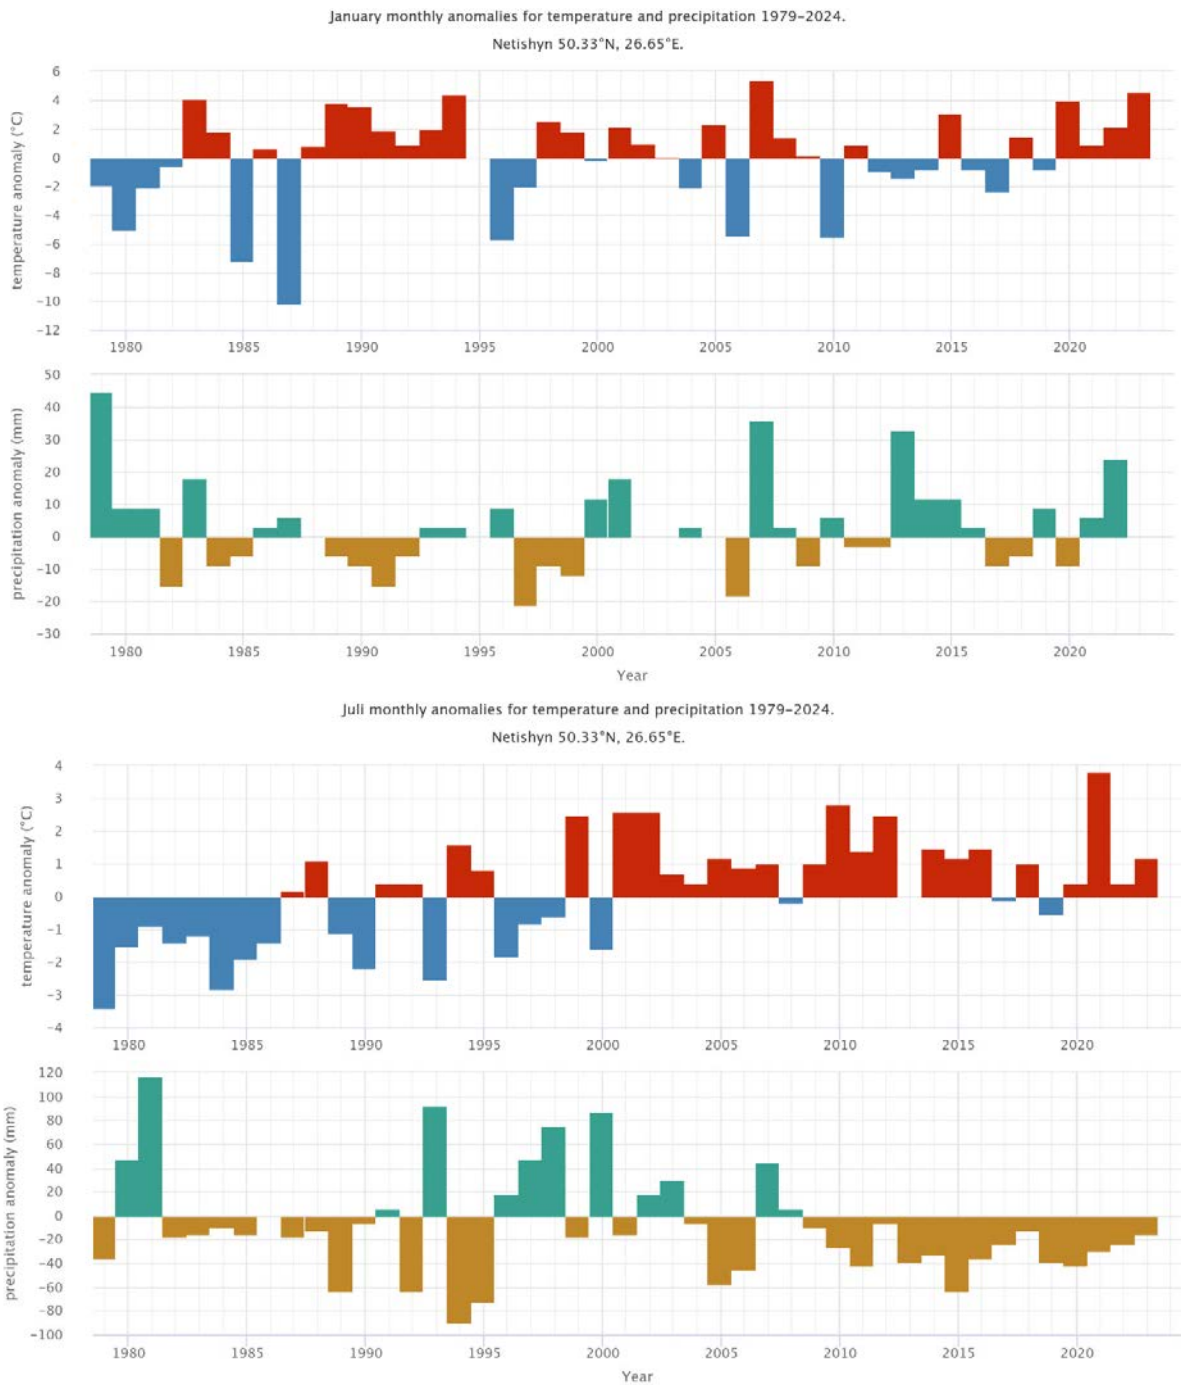 January monthly anomalies for temperature and precipitation 1979–2024.
Netishyn 50.33°N, 26.65°E.
temperature anomaly (°C)
6
4
2
0
−2
−4
−6
−8
−10
−12
1980 1985 1990 1995 2000 2005 2010 2015 2020
precipitation anomaly (mm)
50
40
30
20
10
0
−10
−20
−30
1980 1985 1990 1995 2000 2005 2010 2015 2020
Year
Juli monthly anomalies for temperature and precipitation 1979–2024.
Netishyn 50.33°N, 26.65°E.
temperature anomaly (°C)
4
3
2
1
0
−1
−2
−3
−4
1980 1985 1990 1995 2000 2005 2010 2015 2020
precipitation anomaly (mm)
120
100
80
60
40
20
0
−20
−40
−60
−80
−100
1980 1985 1990 1995 2000 2005 2010 2015 2020
Year